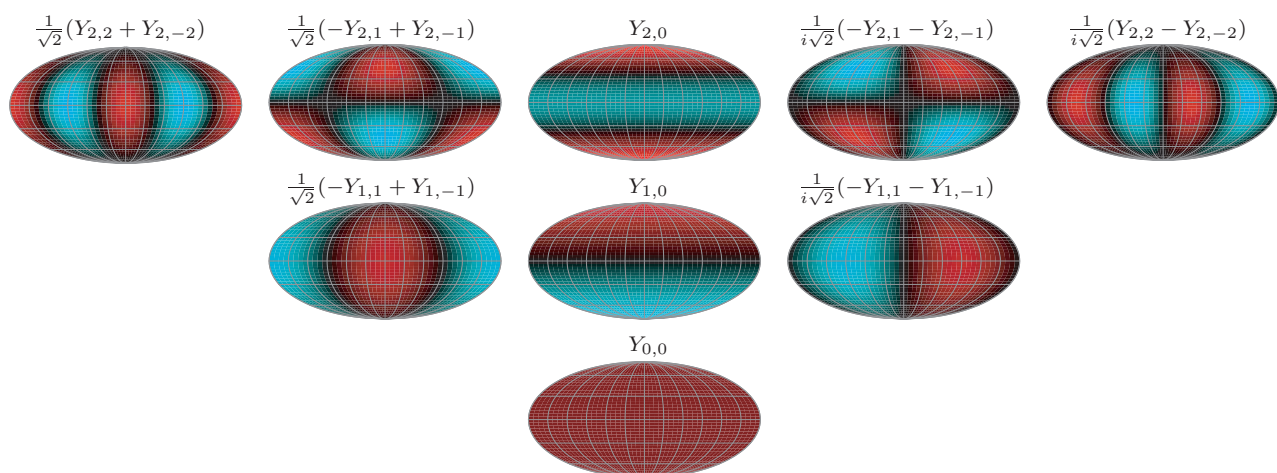 $\frac{1}{\sqrt{2}}(Y_{2,2} + Y_{2,-2})$
$\frac{1}{\sqrt{2}}(-Y_{2,1} + Y_{2,-1})$
$Y_{2,0}$
$\frac{1}{i\sqrt{2}}(-Y_{2,1} - Y_{2,-1})$
$\frac{1}{i\sqrt{2}}(Y_{2,2} - Y_{2,-2})$
$\frac{1}{\sqrt{2}}(-Y_{1,1} + Y_{1,-1})$
$Y_{1,0}$
$\frac{1}{i\sqrt{2}}(-Y_{1,1} - Y_{1,-1})$
$Y_{0,0}$